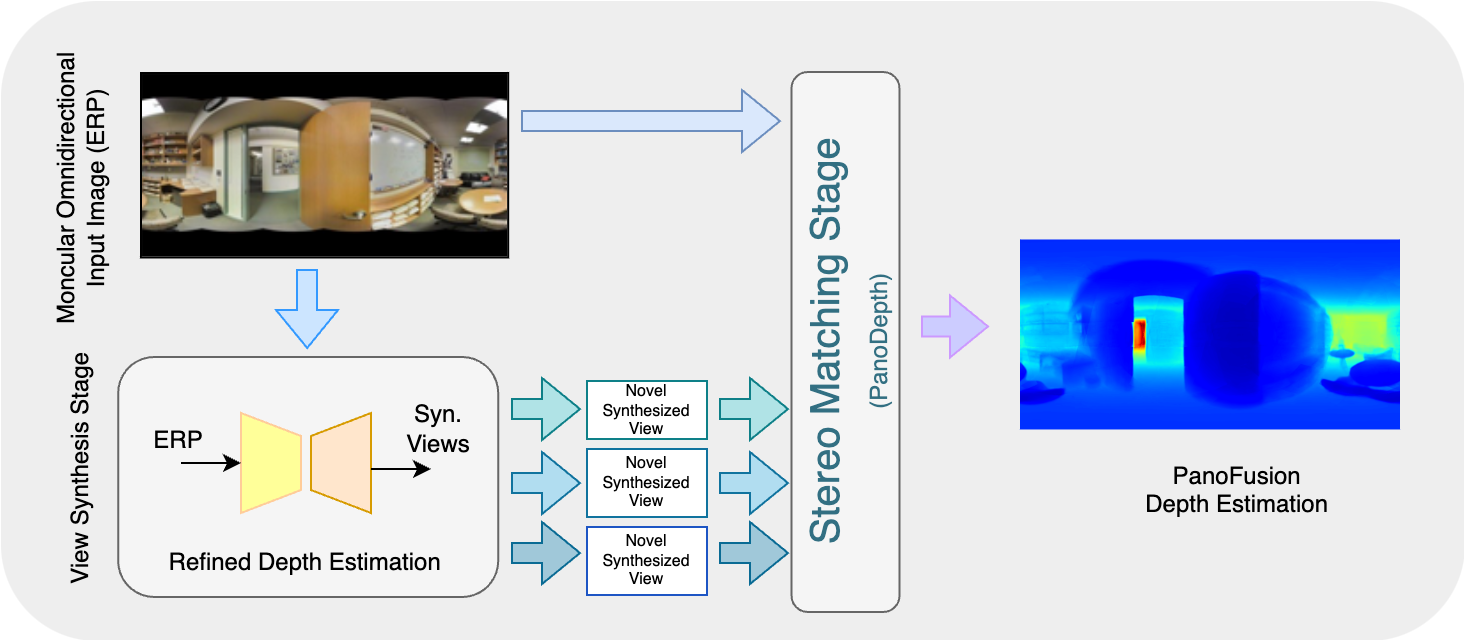 Moncular Omnidirectional
Input Image (ERP)
View Synthesis Stage
ERP
Syn.
Views
Refined Depth Estimation
Novel
Synthesized
View
Novel
Synthesized
View
Novel
Synthesized
View
Stereo Matching Stage
(PanoDepth)
PanoFusion
Depth Estimation